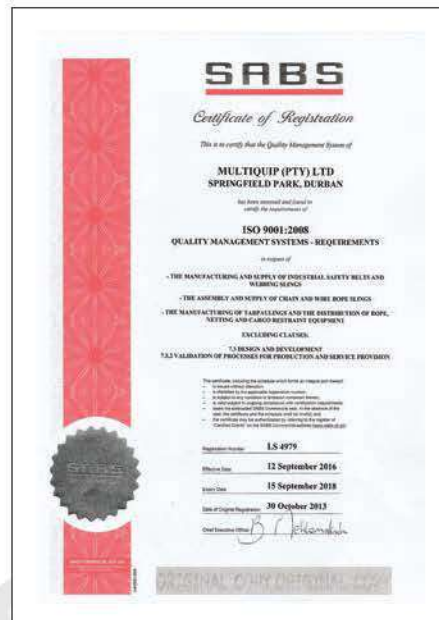 SABS
Certificate of Registration
This is to certify that the Quality Management System of
MULTIQUIP (PTY) LTD
SPRINGFIELD PARK, DURBAN
has been assessed and found to
certify the requirements of
ISO 9001:2008
QUALITY MANAGEMENT SYSTEMS - REQUIREMENTS
in respect of
- THE MANUFACTURING AND SUPPLY OF INDUSTRIAL SAFETY BELTS AND
WEBBING SLINGS
- THE ASSEMBLY AND SUPPLY OF CHAIN AND WIRE ROPE SLINGS
- THE MANUFACTURING OF TARPAULINGS AND THE DISTRIBUTION OF ROPE,
NETTING AND CARGO RESTRAINT EQUIPMENT
EXCLUDING CLAUSES:
7.3 DESIGN AND DEVELOPMENT
7.5.2 VALIDATION OF PROCESSES FOR PRODUCTION AND SERVICE PROVISION
Registration Number LS 4979
Effective Date 12 September 2016
Expiry Date 15 September 2018
Date of Original Registration 30 October 2013
Chief Executive Officer
SABS
ORIGINAL COPY ORIGINAL COPY